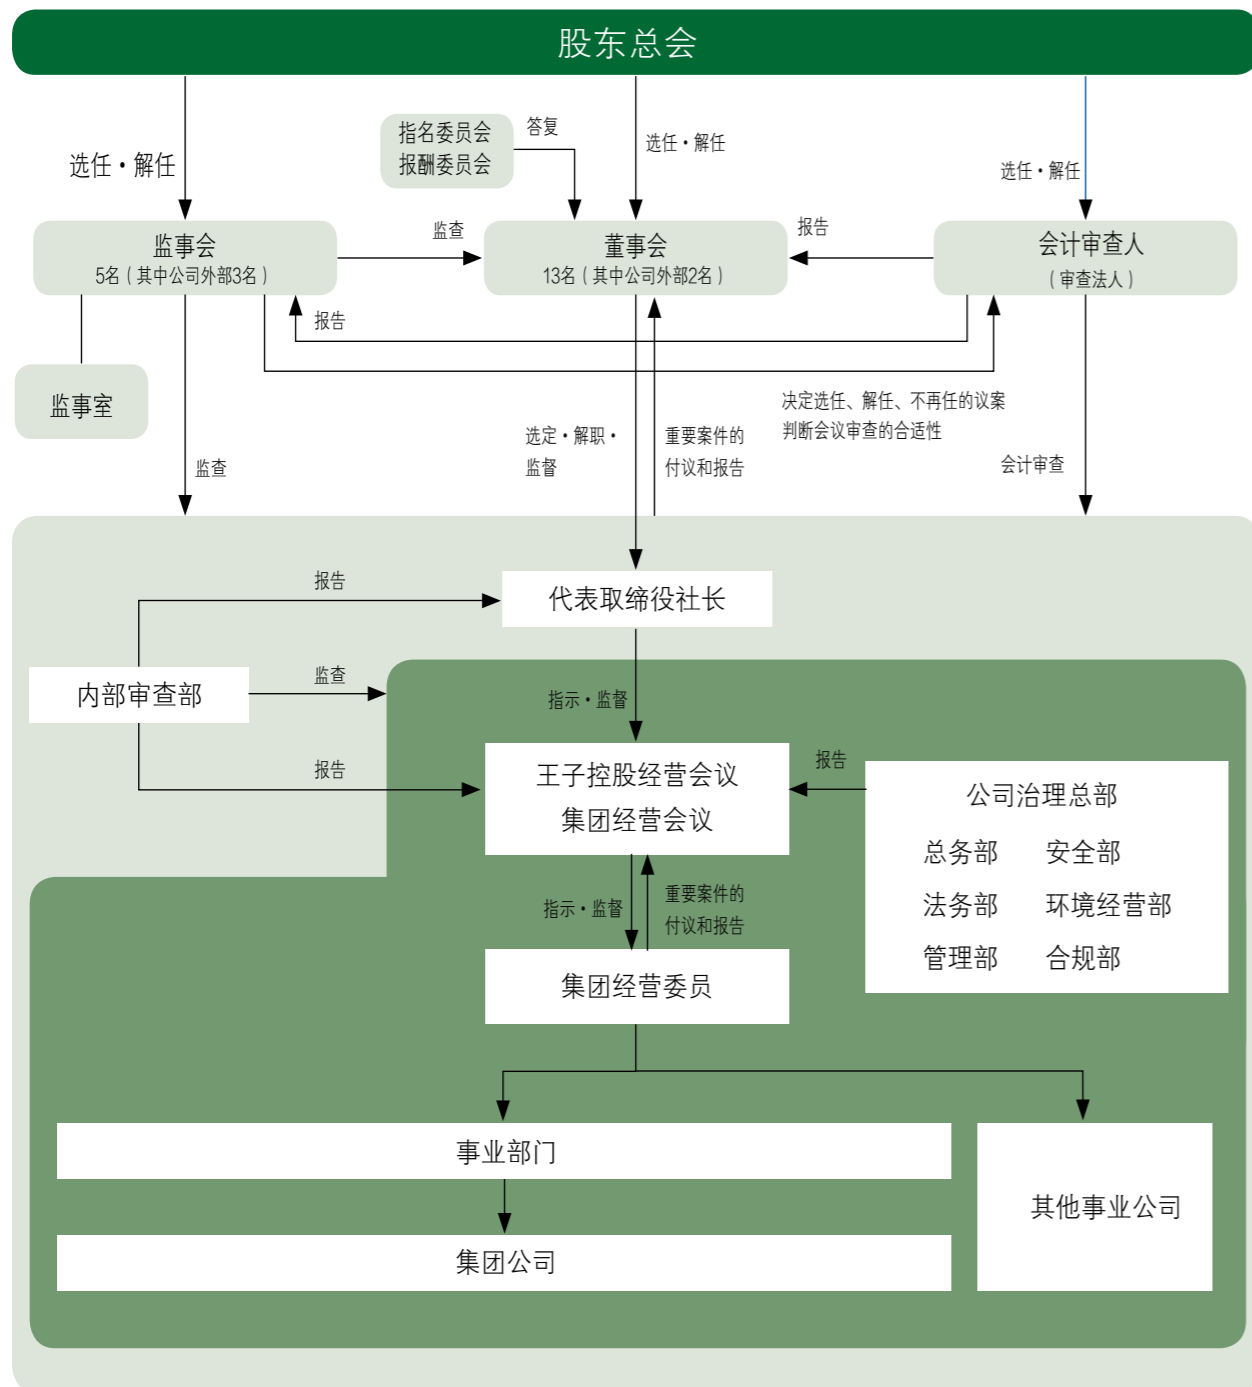 股东总会
指名委员会
报酬委员会
答复
选任・解任
选任・解任
选任・解任
监事会
5名（其中公司外部3名）
监查
董事会
13名（其中公司外部2名）
报告
会计审查人
（审查法人）
报告
监事室
决定选任、解任、不再任的议案
判断会议审查的合适性
选定・解职・
监督
重要案件的
付议和报告
监查
会计审查
报告
代表取缔役社长
内部审查部
监查
指示・监督
报告
王子控股经营会议
集团经营会议
报告
公司治理总部
总务部 安全部
法务部 环境经营部
管理部 合规部
指示・监督
重要案件的
付议和报告
集团经营委员
事业部门
其他事业公司
集团公司